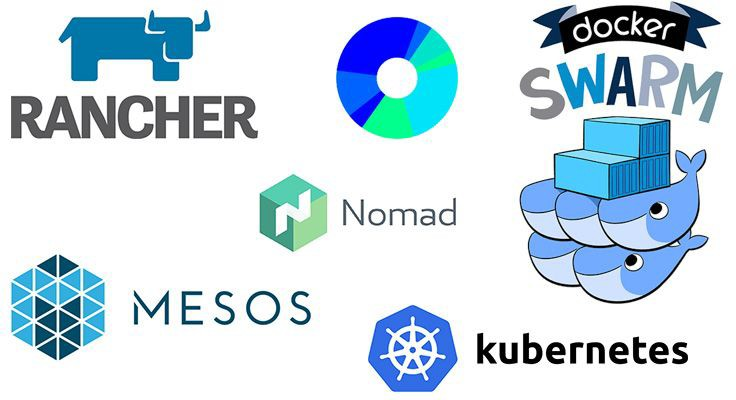 RANCHER
docker
SWARM
Nomad
MESOS
kubernetes